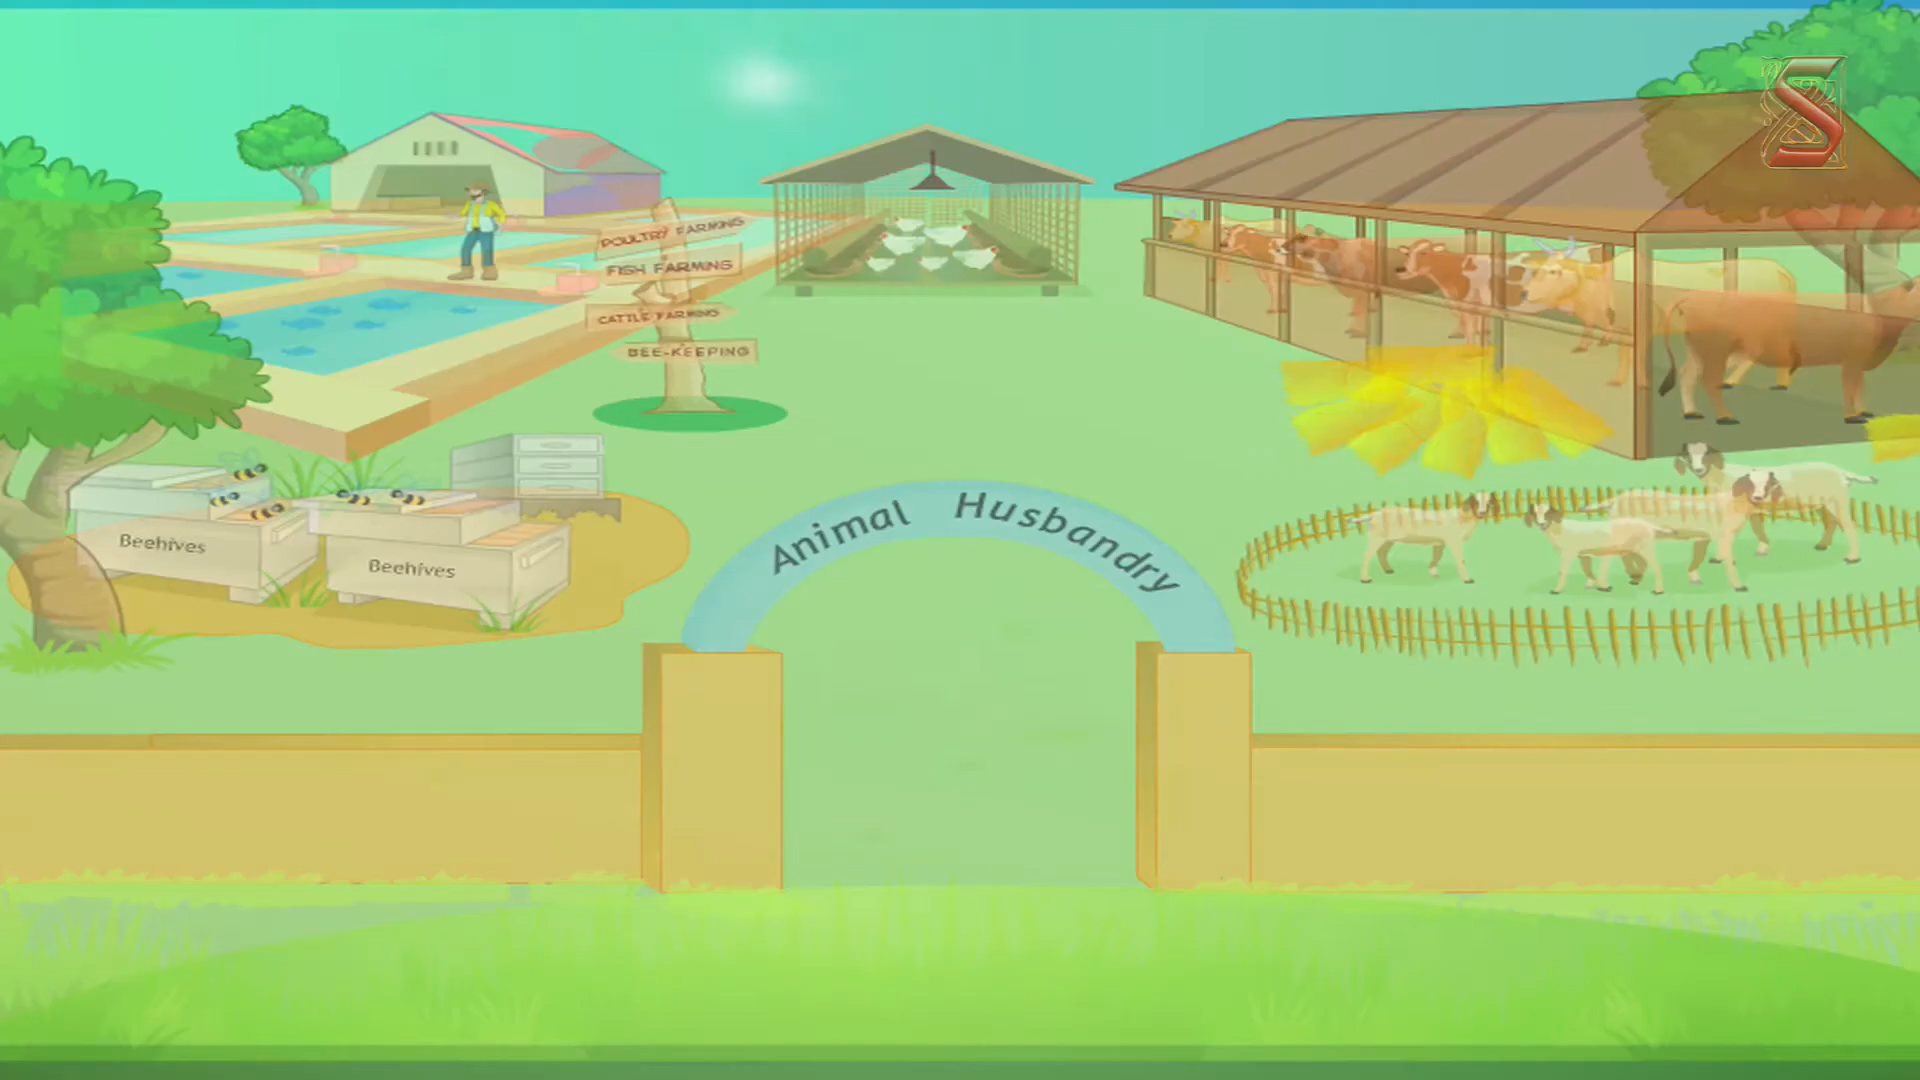 POULTRY FARMING
FISH FARMING
CATTLE FARMING
BEE-KEEPING
Beehives
Beehives
Animal Husbandry
S